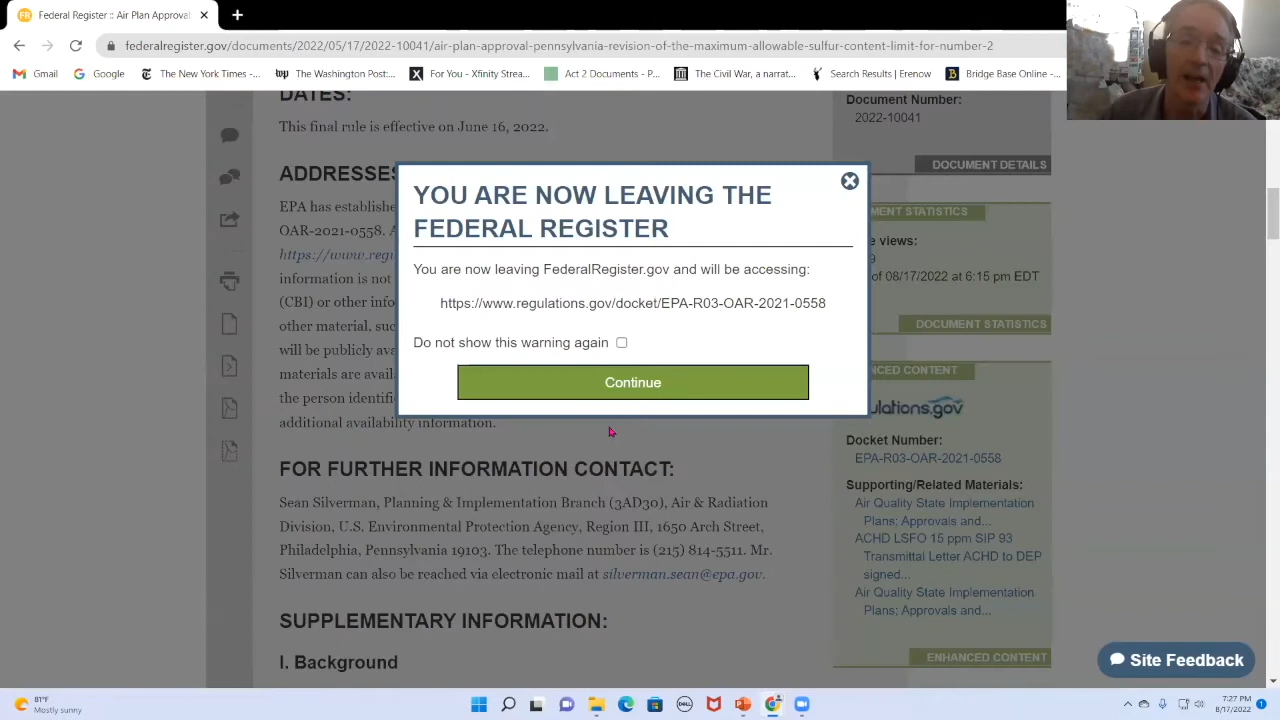 Federal Register :: Air Plan Approval
federalregister.gov/documents/2022/05/17/2022-10041/air-plan-approval-pennsylvania-revision-of-the-maximum-allowable-sulfur-content-limit-for-number-2
Gmail
Google
The New York Times -...
The Washington Post:...
For You - Xfinity Strea...
Act 2 Documents - P...
The Civil War, a narrat...
Search Results | Erenow
Bridge Base Online -...
DATES:
This final rule is effective on June 16, 2022.
ADDRESSES
EPA has establishe
OAR-2021-0558. A
https://www.regu
information is not
(CBI) or other info
other material, suc
will be publicly ava
materials are availa
the person identifi
additional availability information.
FOR FURTHER INFORMATION CONTACT:
Sean Silverman, Planning & Implementation Branch (3AD30), Air & Radiation
Division, U.S. Environmental Protection Agency, Region III, 1650 Arch Street,
Philadelphia, Pennsylvania 19103. The telephone number is (215) 814-5511. Mr.
Silverman can also be reached via electronic mail at silverman.sean@epa.gov.
SUPPLEMENTARY INFORMATION:
I. Background
YOU ARE NOW LEAVING THE
FEDERAL REGISTER
You are now leaving FederalRegister.gov and will be accessing:
https://www.regulations.gov/docket/EPA-R03-OAR-2021-0558
Do not show this warning again
Continue
Document Number:
2022-10041
DOCUMENT DETAILS
MENT STATISTICS
e views:
9
of 08/17/2022 at 6:15 pm EDT
DOCUMENT STATISTICS
NCED CONTENT
ulations.gov
Docket Number:
EPA-R03-OAR-2021-0558
Supporting/Related Materials:
Air Quality State Implementation
Plans; Approvals and...
ACHD LSFO 15 ppm SIP 93
Transmittal Letter ACHD to DEP
signed...
Air Quality State Implementation
Plans; Approvals and...
ENHANCED CONTENT
Site Feedback
81°F
Mostly sunny
DELL
7:27 PM
8/17/2022